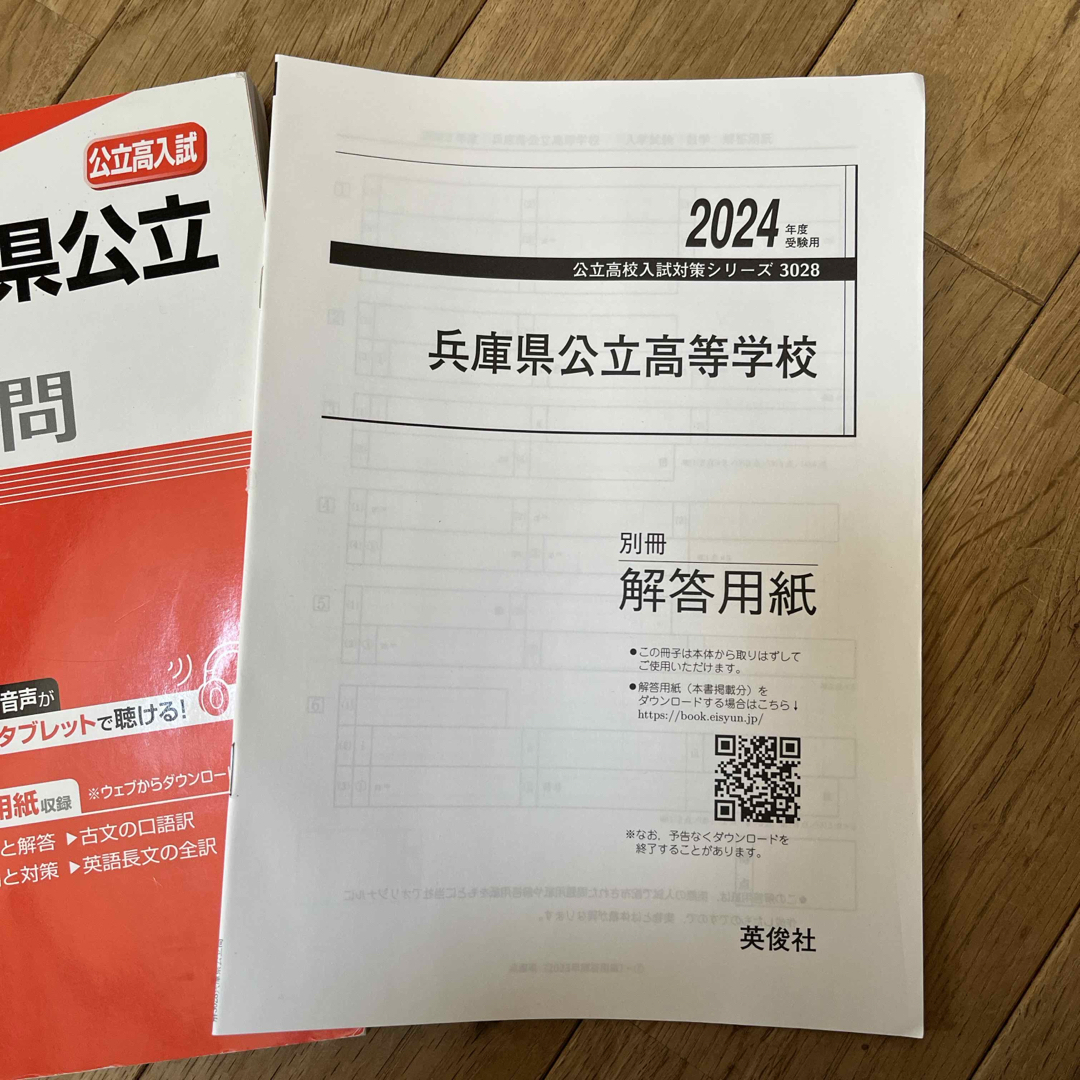 公立高入試
県公立
問
音声が
タブレットで聴ける!
用紙収録 ※ウェブからダウンロー
と解答 ▶古文の口語訳
と対策 ▶英語長文の全訳
2024年度受験用
公立高校入試対策シリーズ 3028
兵庫県公立高等学校
別冊
解答用紙
●この冊子は本体から取りはずして
ご使用いただけます。
●解答用紙（本書掲載分）を
ダウンロードする場合はこちら↓
https://book.eisyun.jp/
※なお，予告なくダウンロードを
終了することがあります。
英俊社